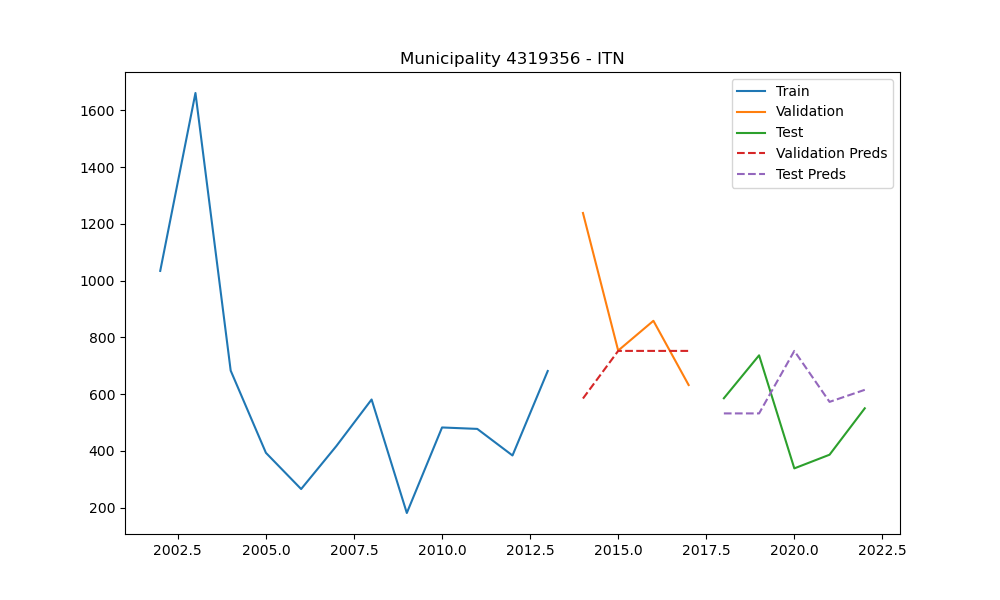 Municipality 4319356 - ITN
Train
Validation
Test
Validation Preds
Test Preds
1600
1400
1200
1000
800
600
400
200
2002.5 2005.0 2007.5 2010.0 2012.5 2015.0 2017.5 2020.0 2022.5